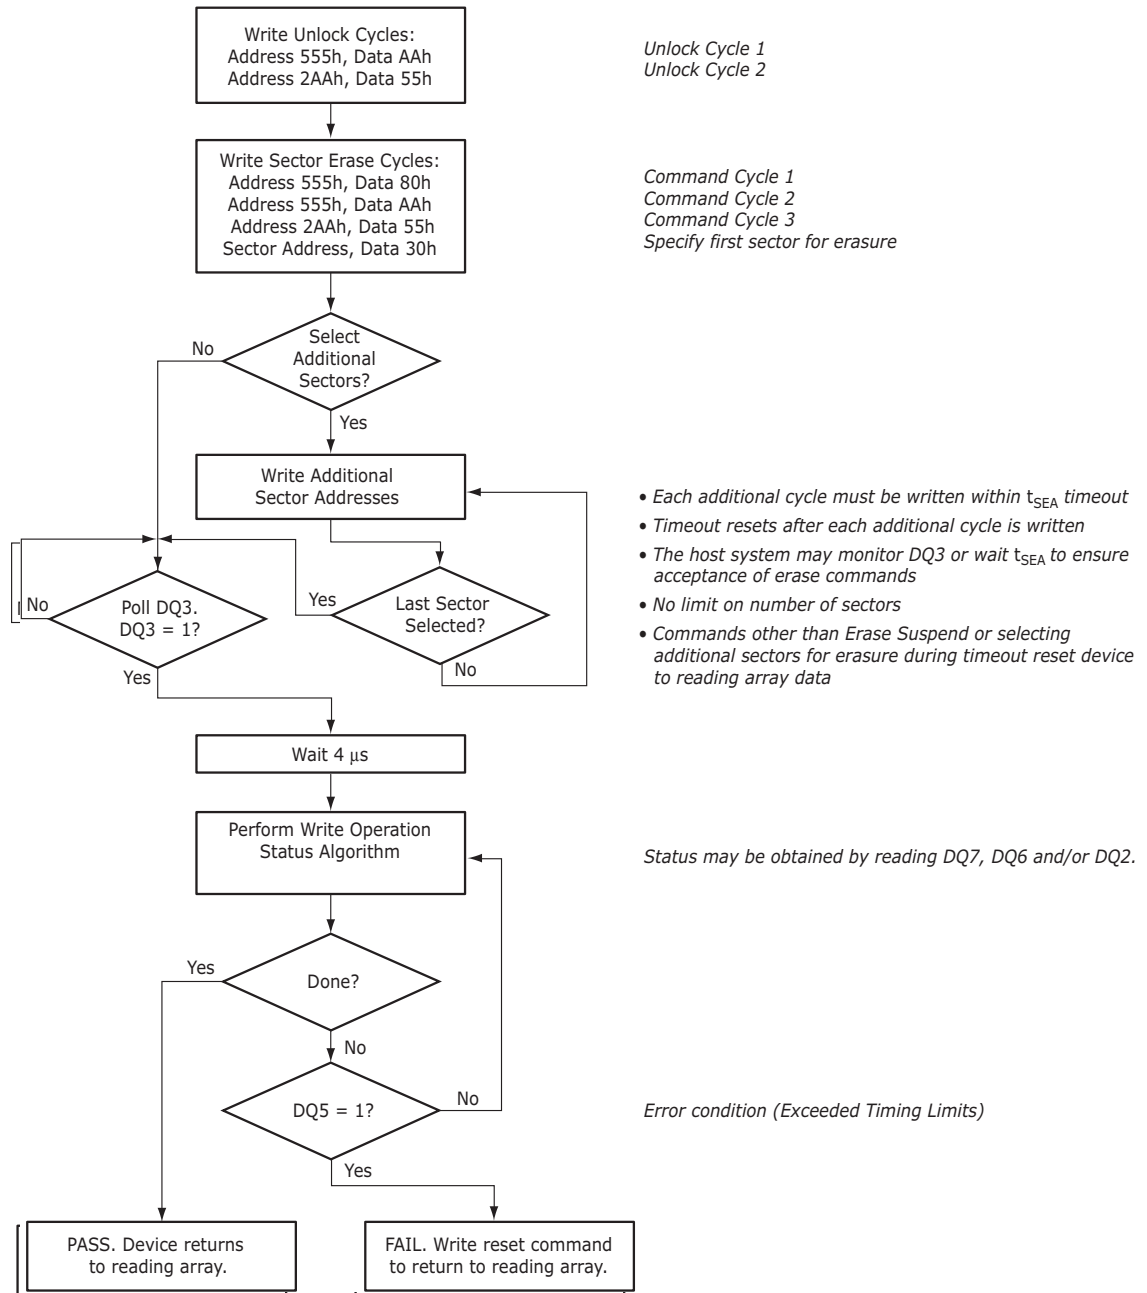 Write Unlock Cycles:
Address 555h, Data AAh
Address 2AAh, Data 55h
Unlock Cycle 1
Unlock Cycle 2
Write Sector Erase Cycles:
Address 555h, Data 80h
Address 555h, Data AAh
Address 2AAh, Data 55h
Sector Address, Data 30h
Command Cycle 1
Command Cycle 2
Command Cycle 3
Specify first sector for erasure
Select
Additional
Sectors?
No
Yes
Write Additional
Sector Addresses
• Each additional cycle must be written within tSEA timeout
• Timeout resets after each additional cycle is written
• The host system may monitor DQ3 or wait tSEA to ensure
acceptance of erase commands
• No limit on number of sectors
• Commands other than Erase Suspend or selecting
additional sectors for erasure during timeout reset device
to reading array data
No
Poll DQ3.
DQ3 = 1?
Yes
Yes
Last Sector
Selected?
No
Wait 4 μs
Perform Write Operation
Status Algorithm
Status may be obtained by reading DQ7, DQ6 and/or DQ2.
Yes
Done?
No
DQ5 = 1?
No
Yes
Error condition (Exceeded Timing Limits)
PASS. Device returns
to reading array.
FAIL. Write reset command
to return to reading array.